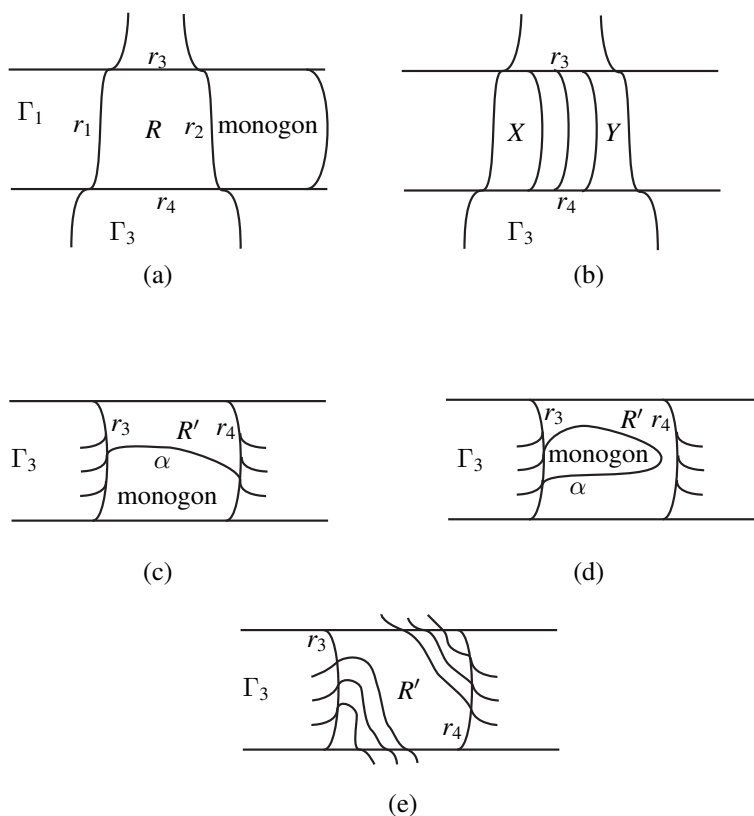 r₃
Γ₁ r₁ R r₂ monogon
r₄
Γ₃
(a)
r₃
X Y
r₄
Γ₃
(b)
r₃ R′ r₄
Γ₃ α
monogon
(c)
r₃ R′ r₄
Γ₃ monogon
α
(d)
r₃
Γ₃ R′
r₄
(e)